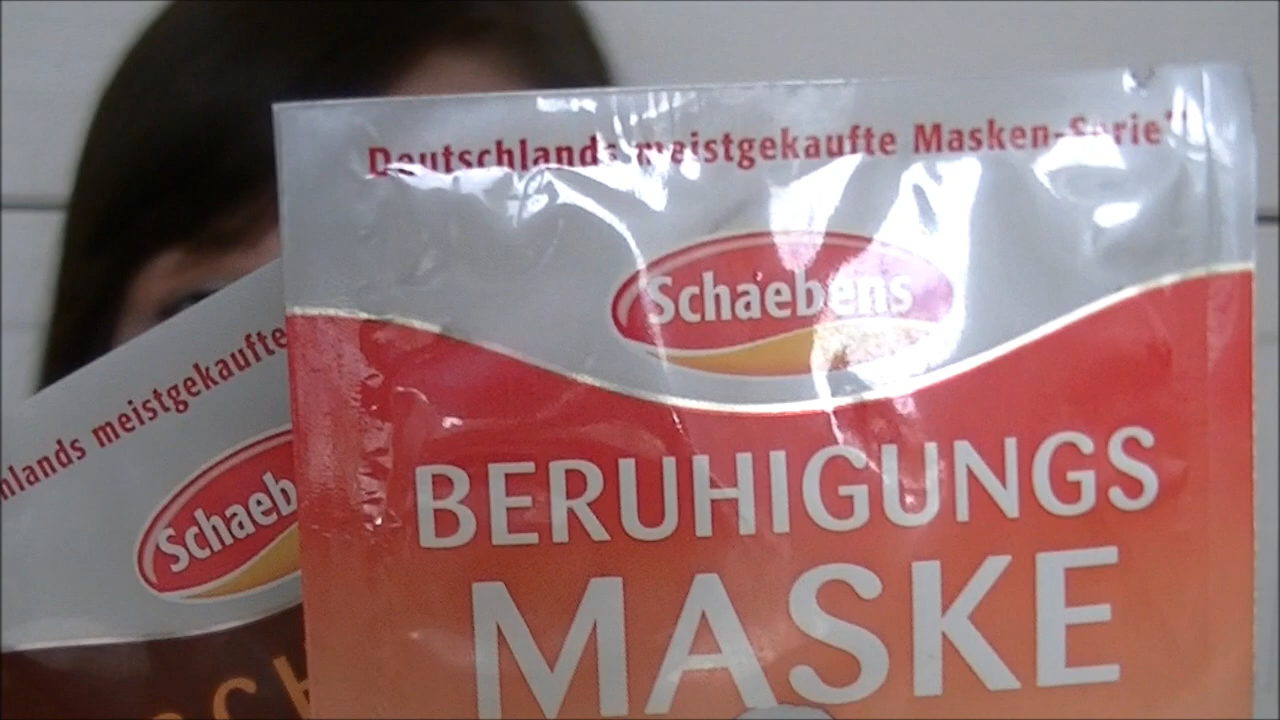 Deutschlands meistgekaufte Masken-Serie*
Schaebens
BERUHIGUNGS
MASKE
hlands meistgekaufte
Schaeb